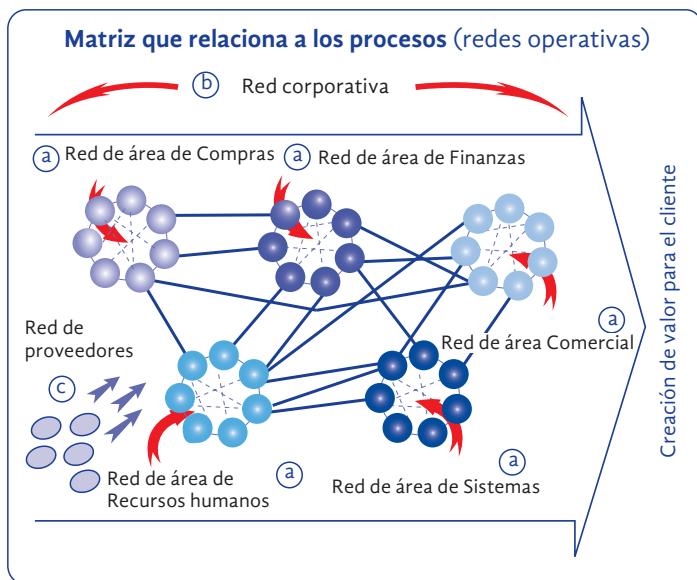 Matriz que relaciona a los procesos (redes operativas)
b Red corporativa
a Red de área de Compras
a Red de área de Finanzas
Red de
proveedores
c
Red de área Comercial
a
Red de área de
Recursos humanos
a
Red de área de Sistemas
a
Creación de valor para el cliente